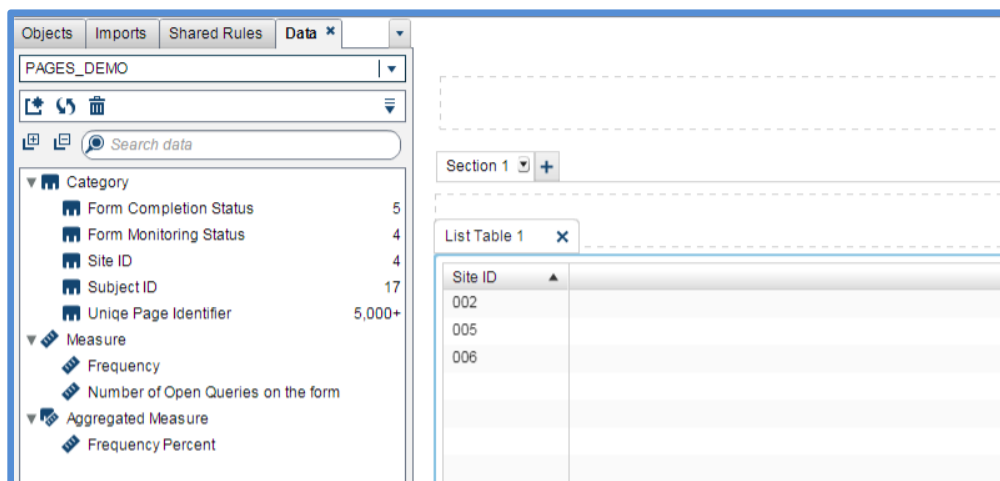 Objects Imports Shared Rules Data
PAGES_DEMO
Search data
Category
Form Completion Status 5
Form Monitoring Status 4
Site ID 4
Subject ID 17
Uniqe Page Identifier 5,000+
Measure
Frequency
Number of Open Queries on the form
Aggregated Measure
Frequency Percent
Section 1
List Table 1
Site ID
002
005
006